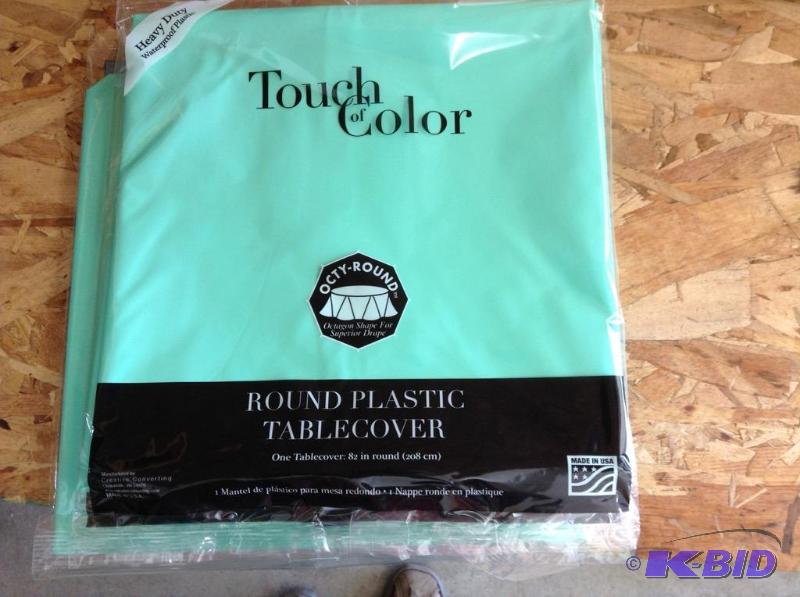 Heavy Duty
Waterproof Plastic
Touch
of
Color
OCTY-ROUND™
Octagon Shape For
Superior Drape
ROUND PLASTIC
TABLECOVER
One Tablecover: 82 in round (208 cm)
MADE IN USA
Manufactured by
Creative Converting
1 Mantel de plástico para mesa redondo • 1 Nappe ronde en plastique
© K-BID